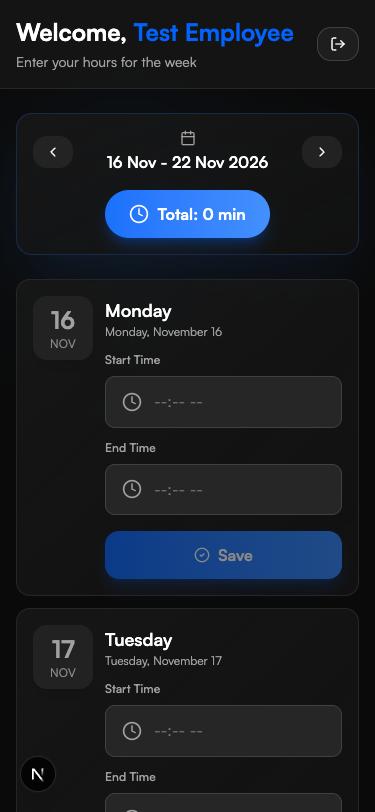 Welcome, Test Employee
Enter your hours for the week
16 Nov - 22 Nov 2026
Total: 0 min
16
NOV
Monday
Monday, November 16
Start Time
--:-- --
End Time
--:-- --
Save
17
NOV
Tuesday
Tuesday, November 17
Start Time
--:-- --
N
End Time